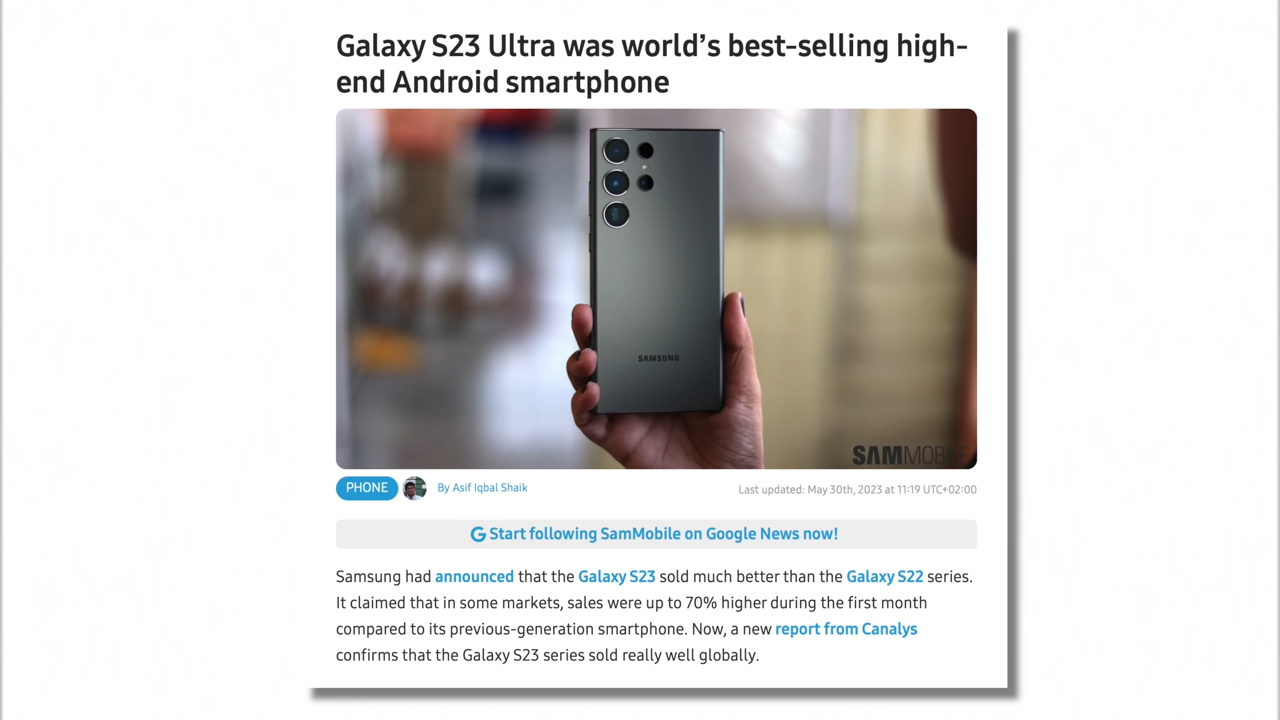 Galaxy S23 Ultra was world’s best-selling high-
end Android smartphone
SAMSUNG
SAMMOBILE
PHONE
By Asif Iqbal Shaik
Last updated: May 30th, 2023 at 11:19 UTC+02:00
Start following SamMobile on Google News now!
Samsung had announced that the Galaxy S23 sold much better than the Galaxy S22 series.
It claimed that in some markets, sales were up to 70% higher during the first month
compared to its previous-generation smartphone. Now, a new report from Canalys
confirms that the Galaxy S23 series sold really well globally.